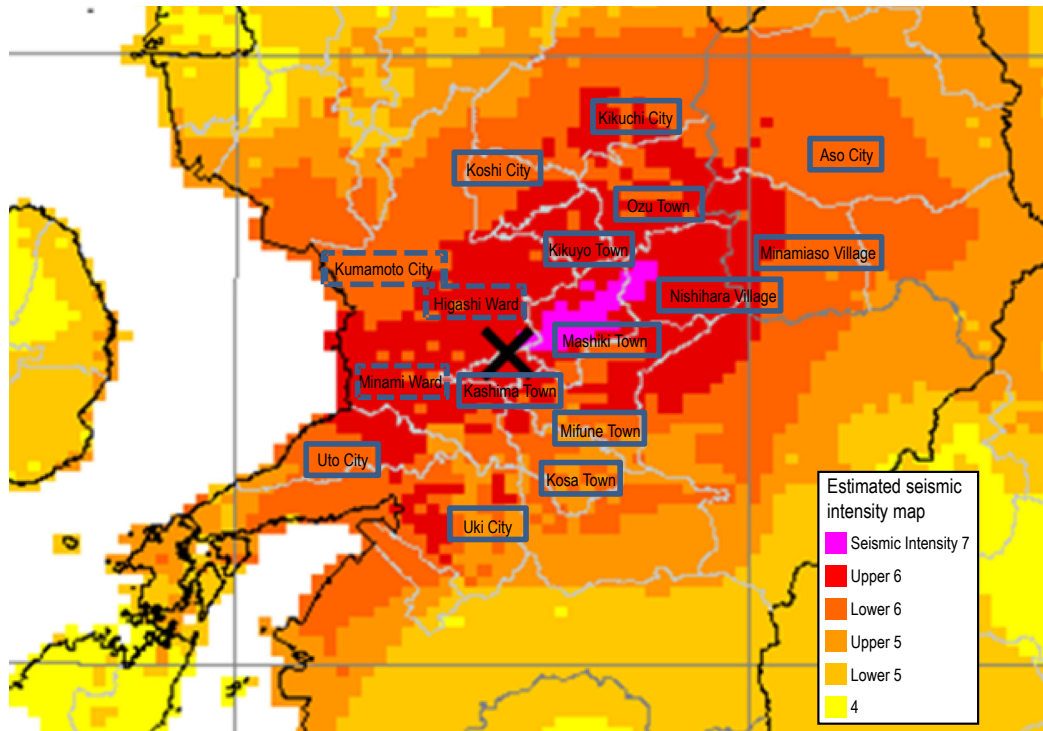 Kikuchi City
Aso City
Koshi City
Ozu Town
Kikuyo Town
Minamiaso Village
Kumamoto City
Nishihara Village
Higashi Ward
Mashiki Town
Minami Ward
Kashima Town
Mifune Town
Uto City
Kosa Town
Uki City
Estimated seismic
intensity map
Seismic Intensity 7
Upper 6
Lower 6
Upper 5
Lower 5
4